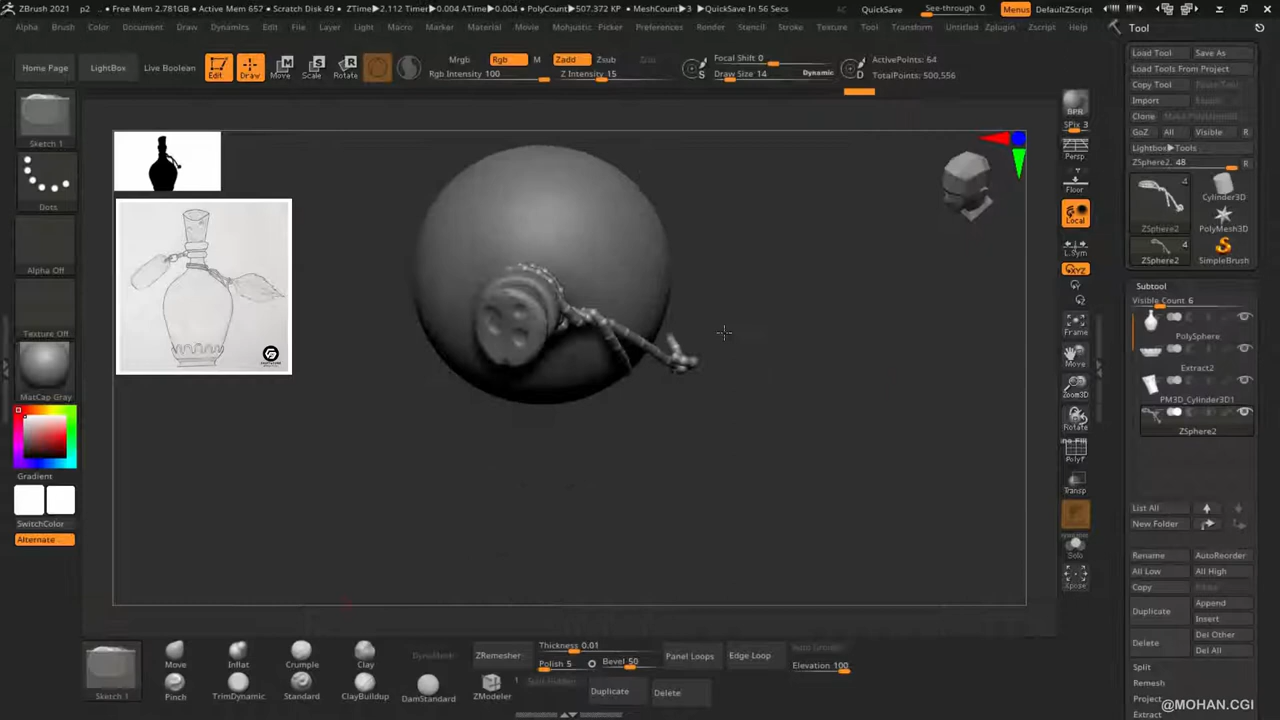 ZBrush 2021 p2 • Free Mem 2.781GB • Active Mem 657 • Scratch Disk 49 • ZTime▶2.112 Timer▶0.004 ATime▶0.004 • PolyCount▶507.372 KP • MeshCount▶3 • QuickSave In 56 Secs AC QuickSave See-through 0 Menus DefaultZScript
Alpha Brush Color Document Draw Dynamics Edit File Layer Light Macro Marker Material Movie Mohjustic Picker Preferences Render Stencil Stroke Texture Tool Transform Untitled Zplugin Zscript Help
Tool
Home Page LightBox Live Boolean Edit Draw Move Scale Rotate
Mrgb Rgb M Zadd Zsub
Rgb Intensity 100 Z Intensity 15
S Focal Shift 0
Draw Size 14 Dynamic
D ActivePoints: 64
TotalPoints: 500,556
Load Tool Save As
Load Tools From Project
Copy Tool
Import
Clone
GoZ All Visible R
Lightbox▶Tools
ZSphere2. 48 R
4 ZSphere2
Cylinder3D
PolyMesh3D
4 ZSphere2
SimpleBrush
Subtool
Visible Count 6
PolySphere
Extract2
PM3D_Cylinder3D1
ZSphere2
List All
New Folder
Rename AutoReorder
All Low All High
Copy
Duplicate Append
Insert
Delete Del Other
Del All
Split
Remesh
Project
Extract
@MOHAN.CGI
Sketch 1
Dots
Alpha Off
Texture Off
MatCap Gray
Gradient
SwitchColor
Alternate
BPR
SPix 3
Persp
Floor
Local
L.Sym
XYZ
Frame
Move
Zoom3D
Rotate
PolyF
Transp
Solo
Xpose
Sketch 1
Move Inflat Crumple Clay
Pinch TrimDynamic Standard ClayBuildup DamStandard ZModeler
1
ZRemesher
Thickness 0.01
Polish 5 Bevel 50
Panel Loops Edge Loop
Elevation 100
Duplicate Delete